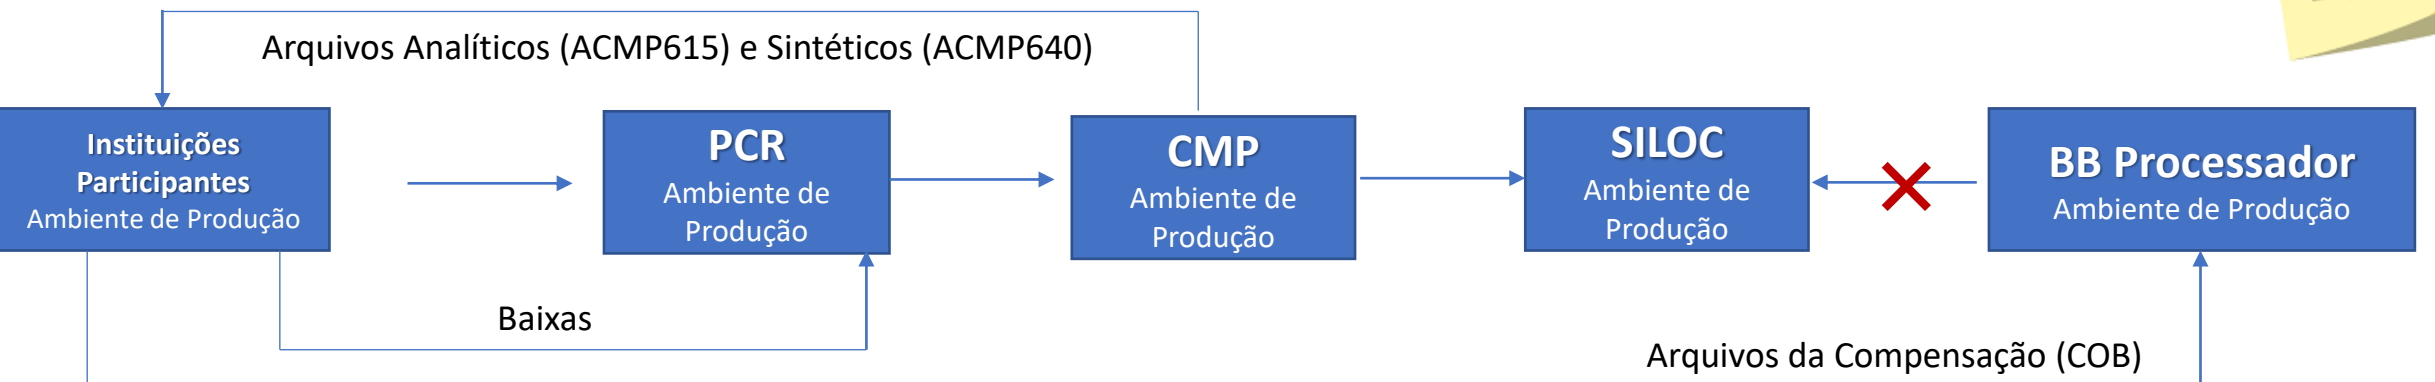 Arquivos Analíticos (ACMP615) e Sintéticos (ACMP640)
Instituições
Participantes
Ambiente de Produção
PCR
Ambiente de
Produção
CMP
Ambiente de
Produção
SILOC
Ambiente de
Produção
BB Processador
Ambiente de Produção
Baixas
Arquivos da Compensação (COB)